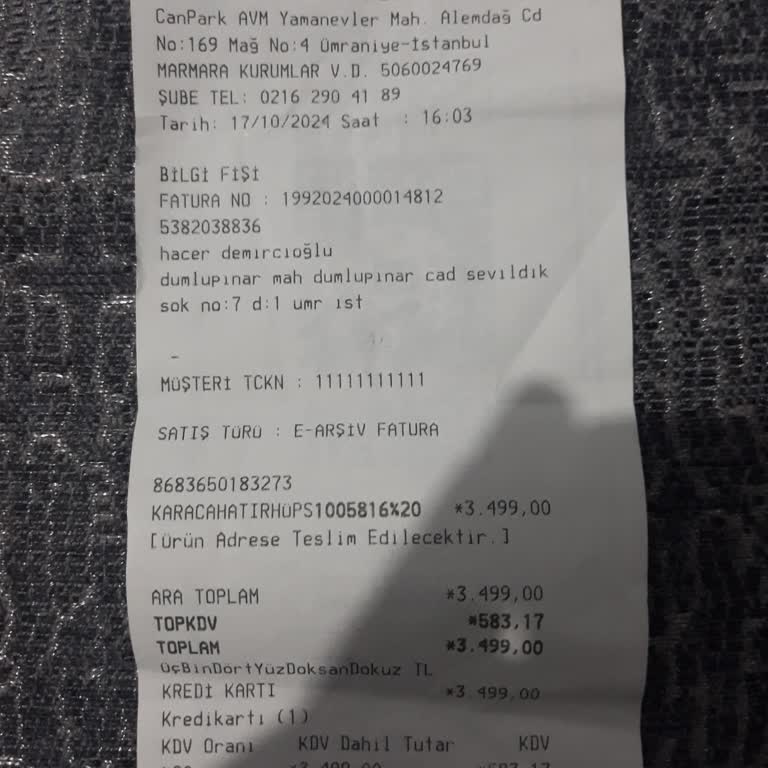 CanPark AVM Yamanevler Mah. Alemdağ Cd
No:169 Mağ No:4 Ümraniye-İstanbul
MARMARA KURUMLAR V.D. 5060024769
ŞUBE TEL: 0216 290 41 89
Tarih: 17/10/2024 Saat : 16:03
BİLGİ FİŞİ
FATURA NO : 1992024000014812
5382038836
hacer demırcıoğlu
dumlupınar mah dumlupınar cad sevıldık
sok no:7 d:1 umr ıst
-
MÜŞTERİ TCKN : 11111111111
SATIŞ TÜRÜ : E-ARŞİV FATURA
8683650183273
KARACAHATIRHÜPS1005816%20 *3.499,00
[Ürün Adrese Teslim Edilecektir.]
ARA TOPLAM *3.499,00
TOPKDV *583,17
TOPLAM *3.499,00
ÜçBinDörtYüzDoksanDokuz TL
KREDİ KARTI *3.499,00
Kredikartı (1)
KDV Oranı KDV Dahil Tutar KDV